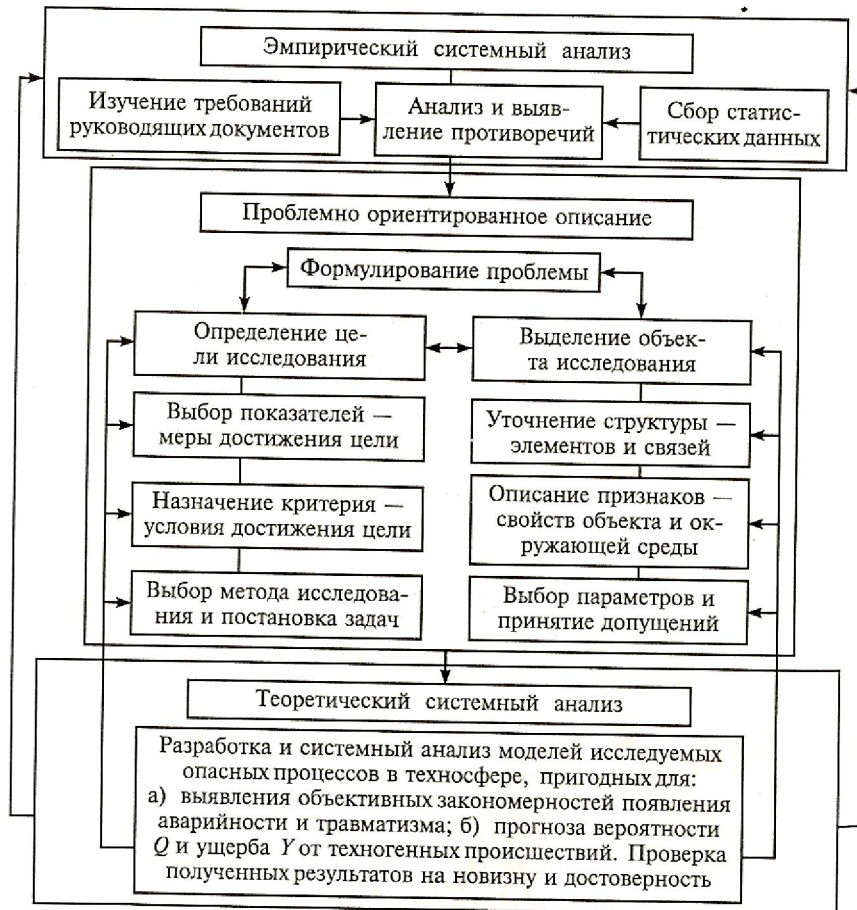 Эмпирический системный анализ
Изучение требований
руководящих документов
Анализ и выяв-
ление противоречий
Сбор статис-
тических данных
Проблемно ориентированное описание
Формулирование проблемы
Определение це-
ли исследования
Выбор показателей —
меры достижения цели
Назначение критерия —
условия достижения цели
Выбор метода исследова-
ния и постановка задач
Выделение объек-
та исследования
Уточнение структуры —
элементов и связей
Описание признаков —
свойств объекта и ок-
ружающей среды
Выбор параметров и
принятие допущений
Теоретический системный анализ
Разработка и системный анализ моделей исследуемых
опасных процессов в техносфере, пригодных для:
а) выявления объективных закономерностей появления
аварийности и травматизма; б) прогноза вероятности
Q и ущерба Y от техногенных происшествий. Проверка
полученных результатов на новизну и достоверность